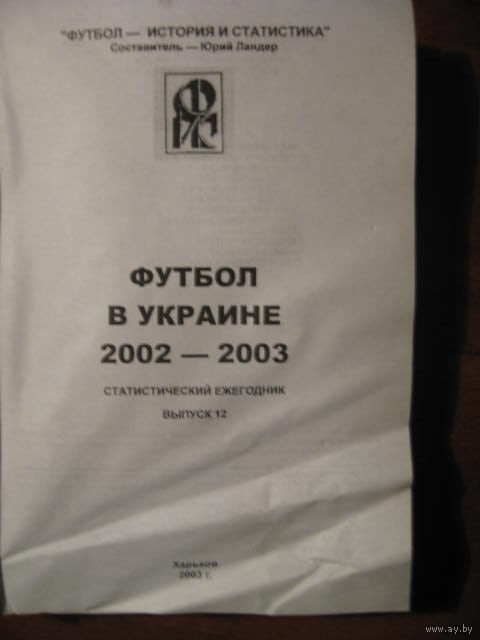 "ФУТБОЛ — ИСТОРИЯ И СТАТИСТИКА"
Составитель — Юрий Ландер
ФИС
ФУТБОЛ
В УКРАИНЕ
2002 — 2003
СТАТИСТИЧЕСКИЙ ЕЖЕГОДНИК
ВЫПУСК 12
Харьков
2003 г.
www.ay.by